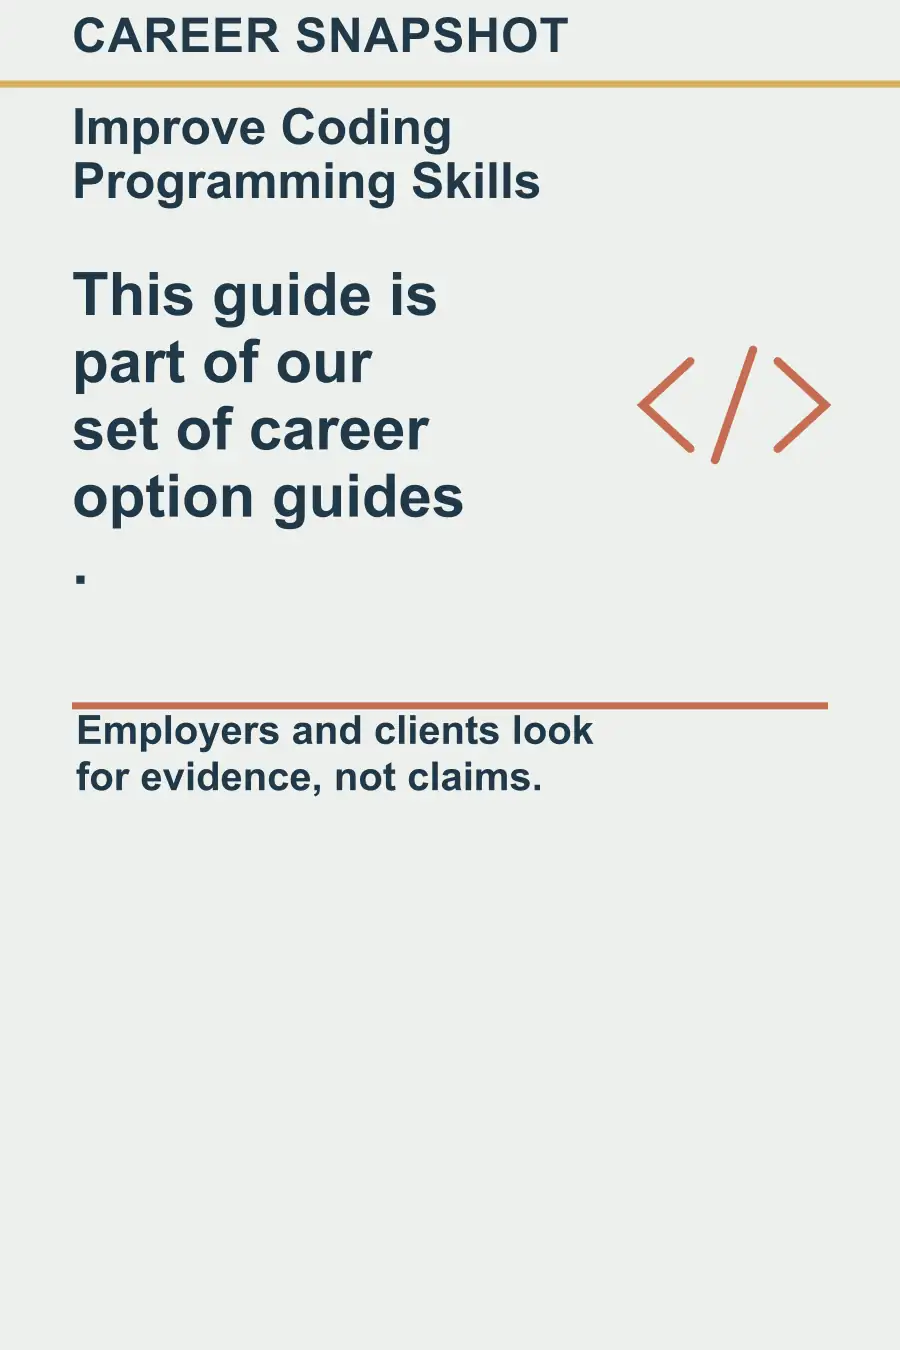 CAREER SNAPSHOT
Improve Coding
Programming Skills
This guide is
part of our
set of career
option guides
.
Employers and clients look
for evidence, not claims.